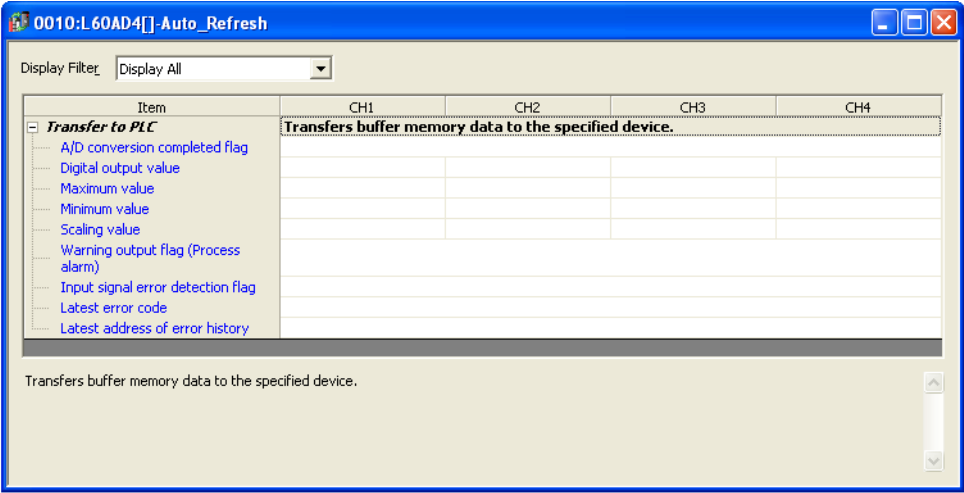 0010:L60AD4[]-Auto_Refresh
Display Filter Display All
Item CH1 CH2 CH3 CH4
Transfer to PLC Transfers buffer memory data to the specified device.
A/D conversion completed flag
Digital output value
Maximum value
Minimum value
Scaling value
Warning output flag (Process
alarm)
Input signal error detection flag
Latest error code
Latest address of error history
Transfers buffer memory data to the specified device.